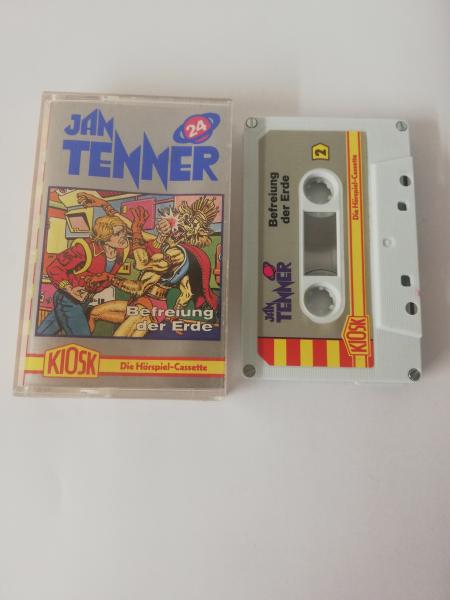 JAN
TENNER
24
Befreiung
der Erde
KIOSK
Die Hörspiel-Cassette
JAN
TENNER
Befreiung
der Erde
2
KIOSK
Die Hörspiel-Cassette